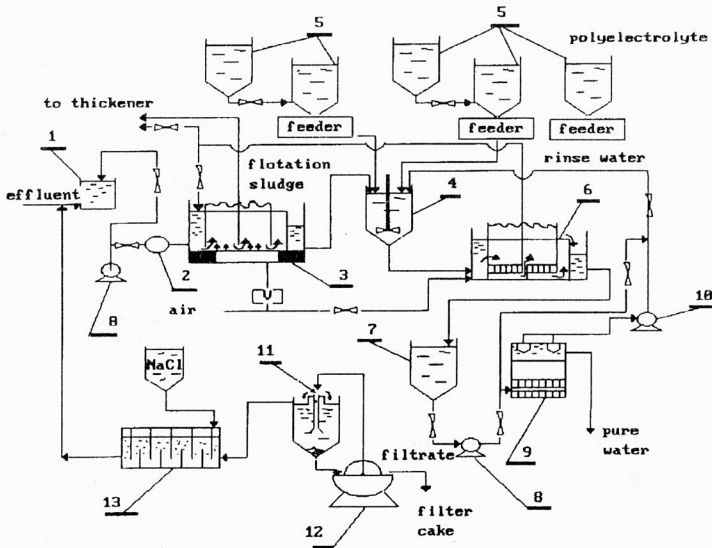 5
5
polyelectrolyte
to thickener
feeder
feeder
feeder
1
flotation
sludge
rinse water
effluent
4
6
2
3
8
air
7
10
NaCl
11
filtrate
9
pure
water
8
13
12
filter
cake